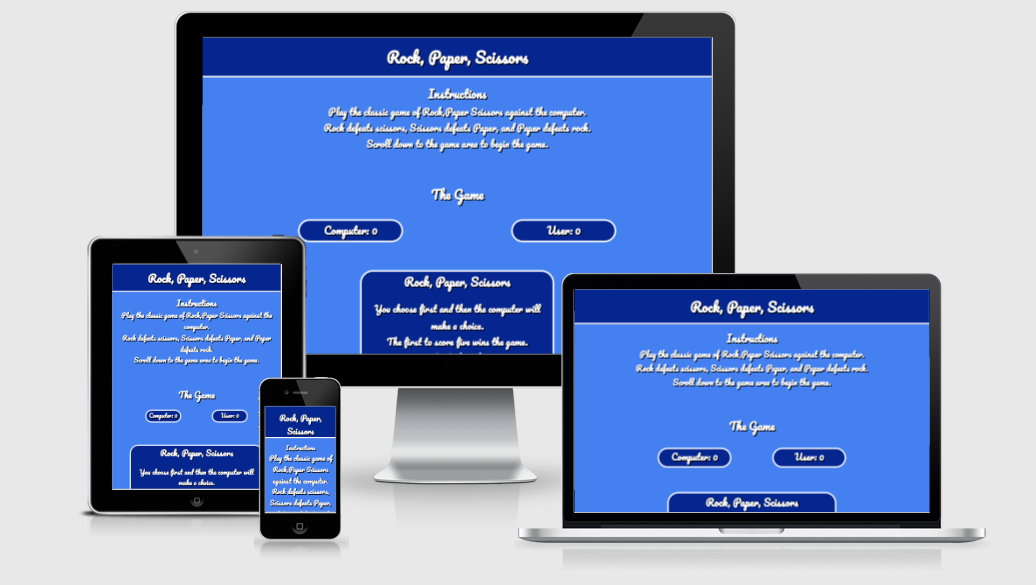 Rock, Paper, Scissors
Instructions
Play the classic game of Rock,Paper Scissors against the computer.
Rock defeats scissors, Scissors defeats Paper, and Paper defeats rock.
Scroll down to the game area to begin the game.
The Game
Computer: 0
User: 0
Rock, Paper, Scissors
You choose first and then the computer will
make a choice.
The first to score five wins the game.
Rock, Paper, Scissors
Instructions
Play the classic game of Rock,Paper Scissors against the
computer.
Rock defeats scissors, Scissors defeats Paper, and Paper
defeats rock.
Scroll down to the game area to begin the game.
The Game
Computer: 0
User: 0
Rock, Paper, Scissors
You choose first and then the computer will
make a choice.
Rock, Paper,
Scissors
Instructions
Play the classic game of
Rock,Paper Scissors
against the computer.
Rock defeats scissors,
Scissors defeats Paper,
Rock, Paper, Scissors
Instructions
Play the classic game of Rock,Paper Scissors against the computer.
Rock defeats scissors, Scissors defeats Paper, and Paper defeats rock.
Scroll down to the game area to begin the game.
The Game
Computer: 0
User: 0
Rock, Paper, Scissors